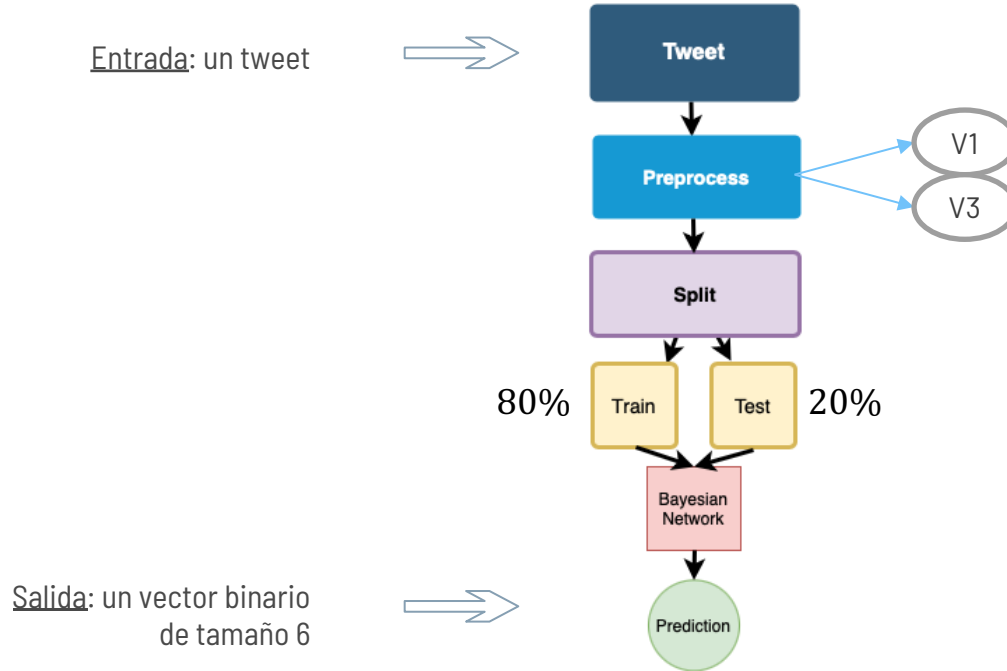 Entrada: un tweet
Tweet
Preprocess
V1
V3
Split
80%
Train
Test
20%
Bayesian
Network
Salida: un vector binario
de tamaño 6
Prediction